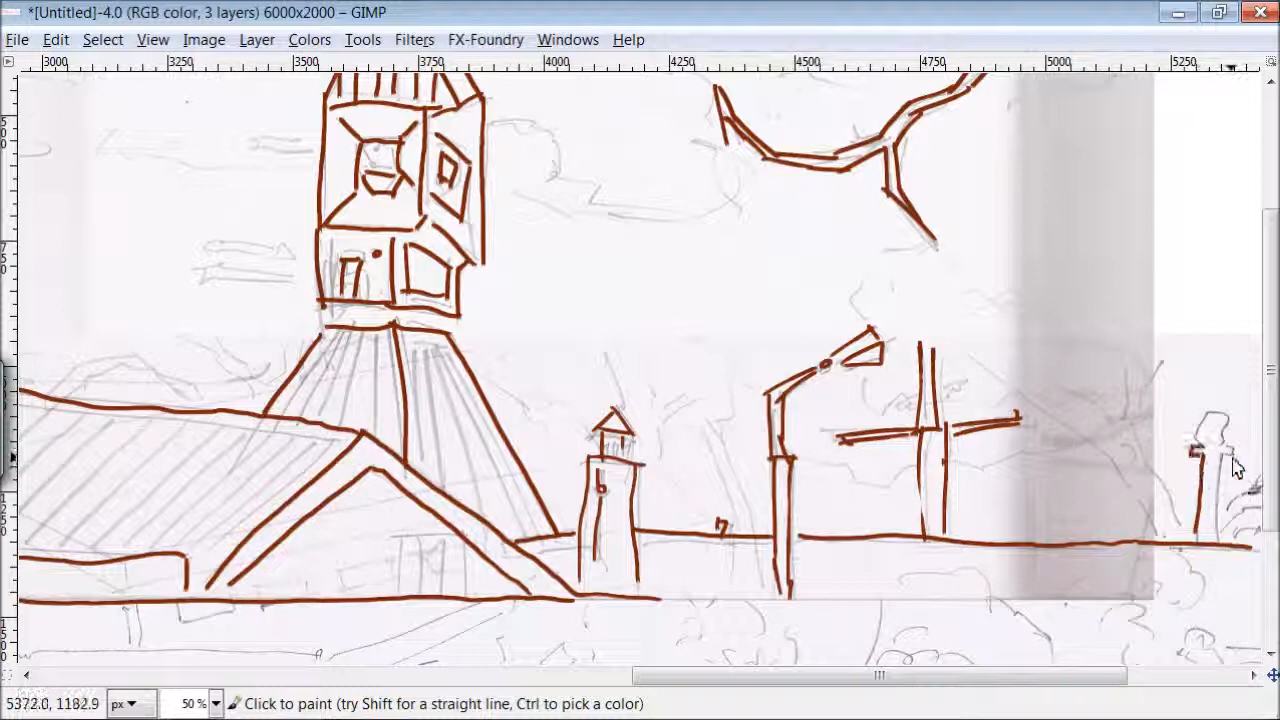 *[Untitled]-4.0 (RGB color, 3 layers) 6000x2000 – GIMP
File Edit Select View Image Layer Colors Tools Filters FX-Foundry Windows Help
3000 3250 3500 3750 4000 4250 4500 4750 5000 5250
5372.0, 1182.9 px 50 % Click to paint (try Shift for a straight line, Ctrl to pick a color)